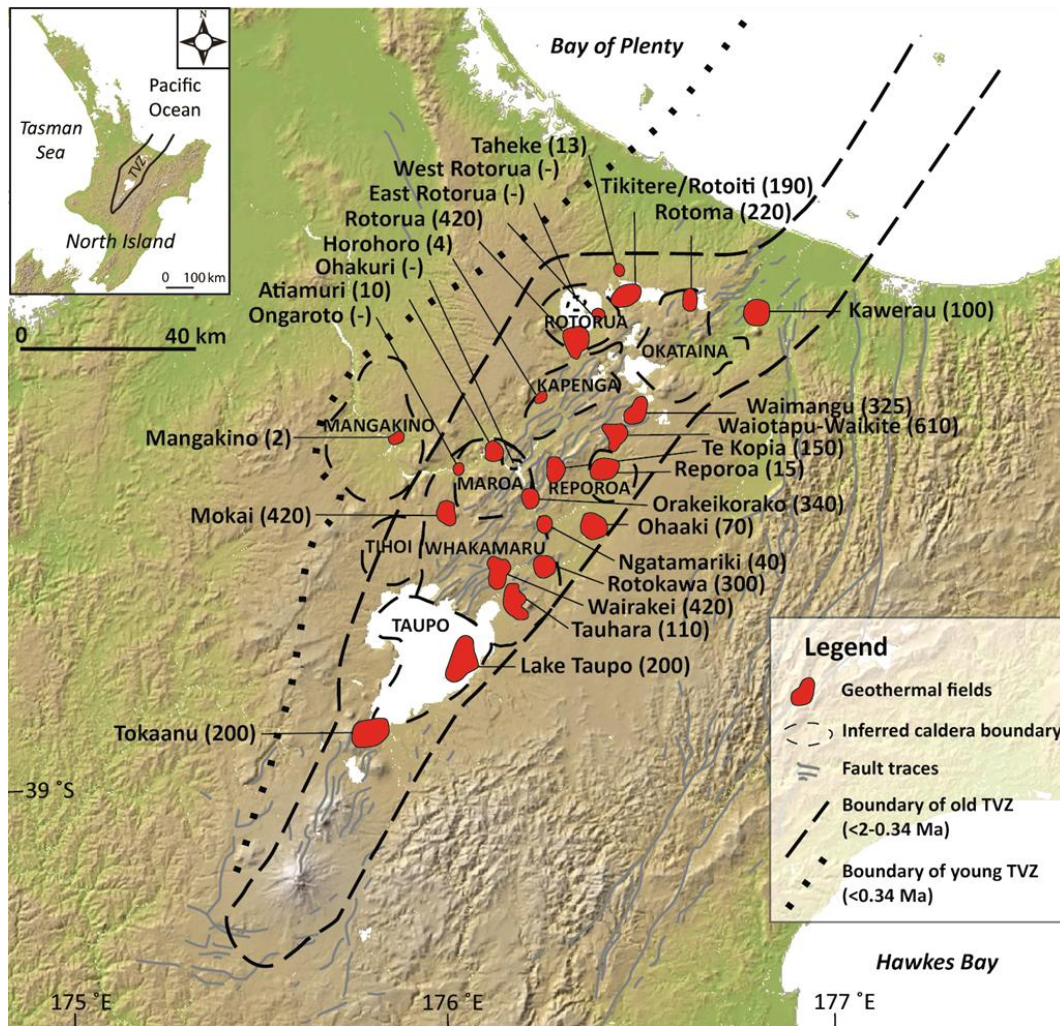 Tasman
Sea
Pacific
Ocean
TVZ
North Island
0 100 km
N
0 40 km
Bay of Plenty
Taheke (13)
West Rotorua (-)
East Rotorua (-)
Rotorua (420)
Horohoro (4)
Ohakuri (-)
Atiamuri (10)
Ongaroto (-)
Tikitere/Rotoiti (190)
Rotoma (220)
Kawerau (100)
ROTORUA
OKATAINA
KAPENGA
MANGAKINO
Mangakino (2)
Waimangu (325)
Waiotapu-Waikite (610)
Te Kopia (150)
Reporoa (15)
MAROA
REPOROA
Orakeikorako (340)
Mokai (420)
Ohaaki (70)
TIHOI
WHAKAMARU
Ngatamariki (40)
Rotokawa (300)
Wairakei (420)
Tauhara (110)
TAUPO
Lake Taupo (200)
Tokaanu (200)
39 ˚S
175 ˚E
176 ˚E
177 ˚E
Legend
Geothermal fields
Inferred caldera boundary
Fault traces
Boundary of old TVZ
(<2-0.34 Ma)
Boundary of young TVZ
(<0.34 Ma)
Hawkes Bay